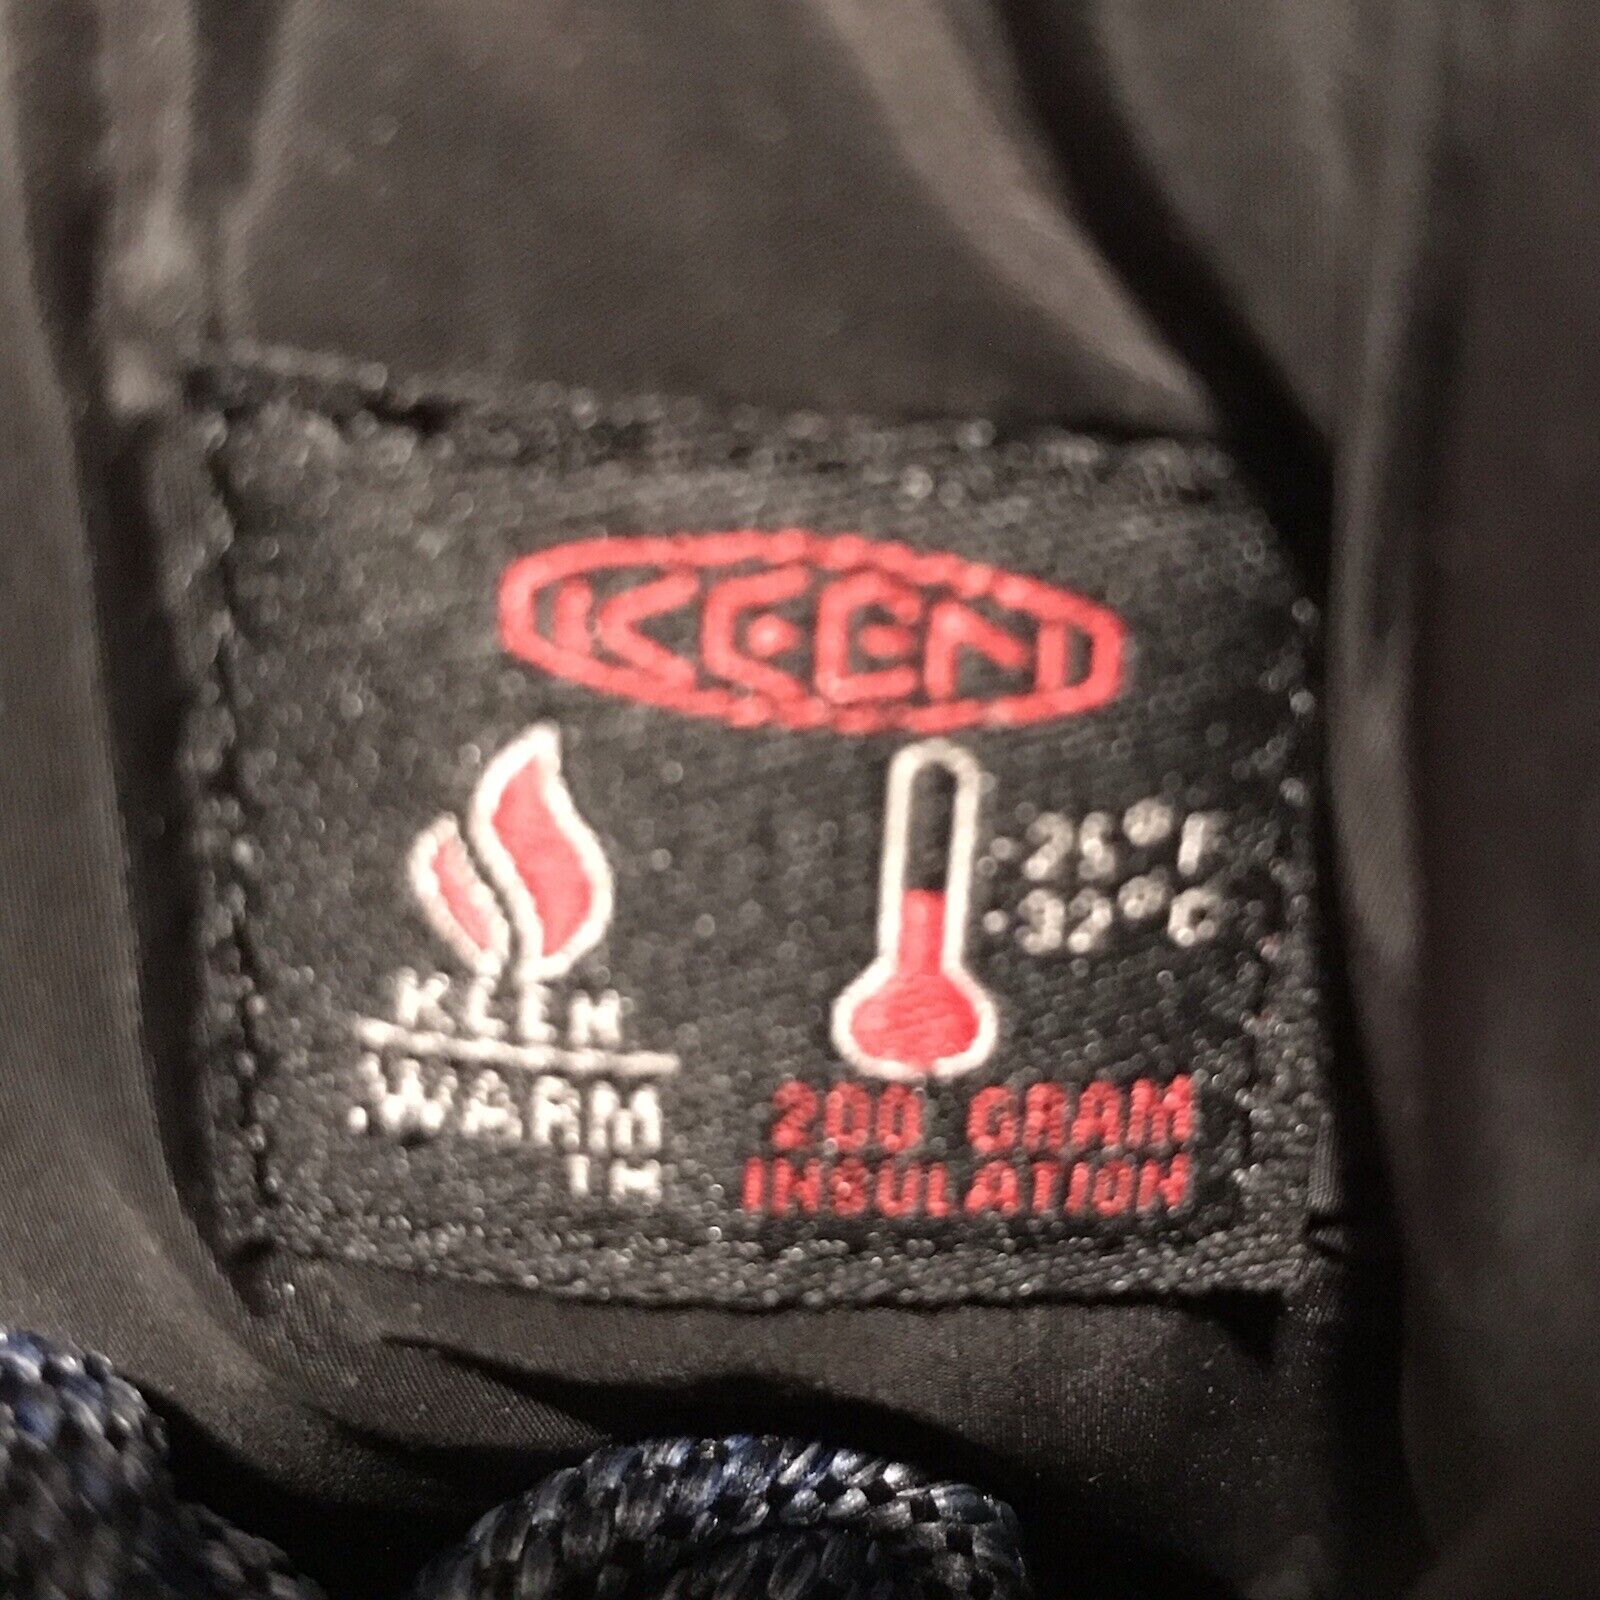 KEEN
-25°F
-32°C
KEEN
.WARM
TM
200 GRAM
INSULATION